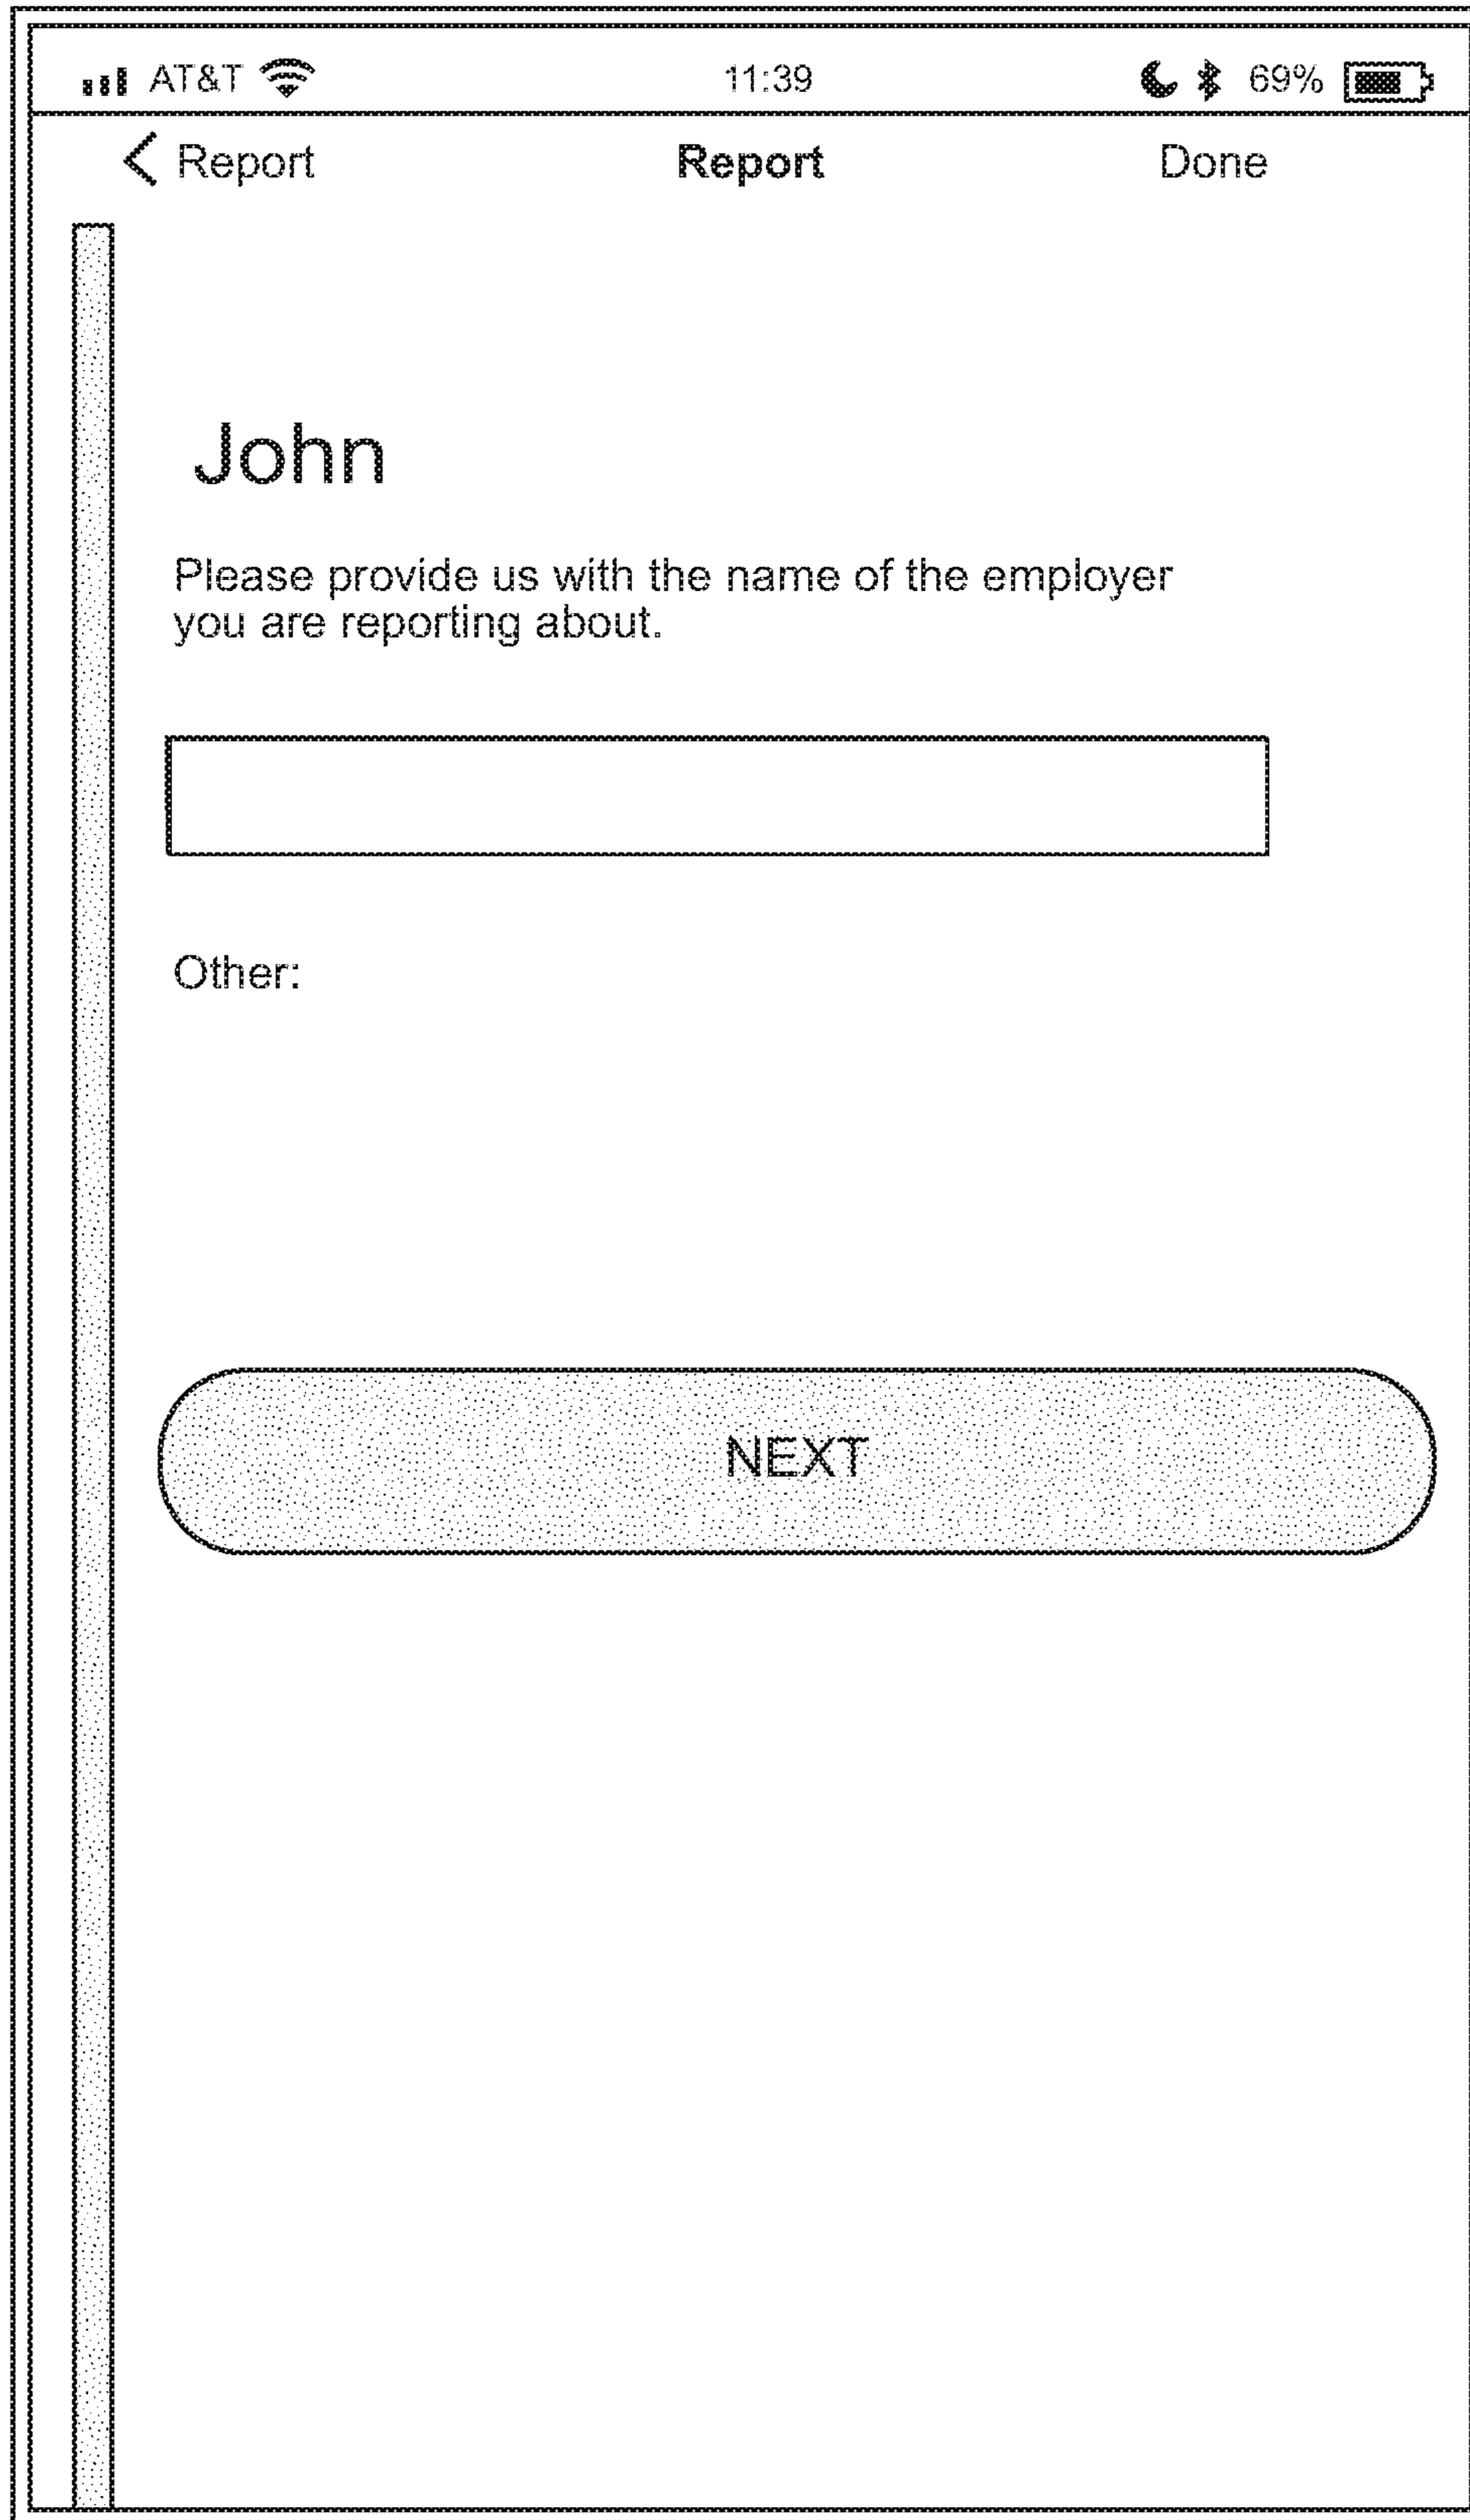 AT&T 11:39 69%
Report Report Done
John
Please provide us with the name of the employer
you are reporting about.
Other:
NEXT